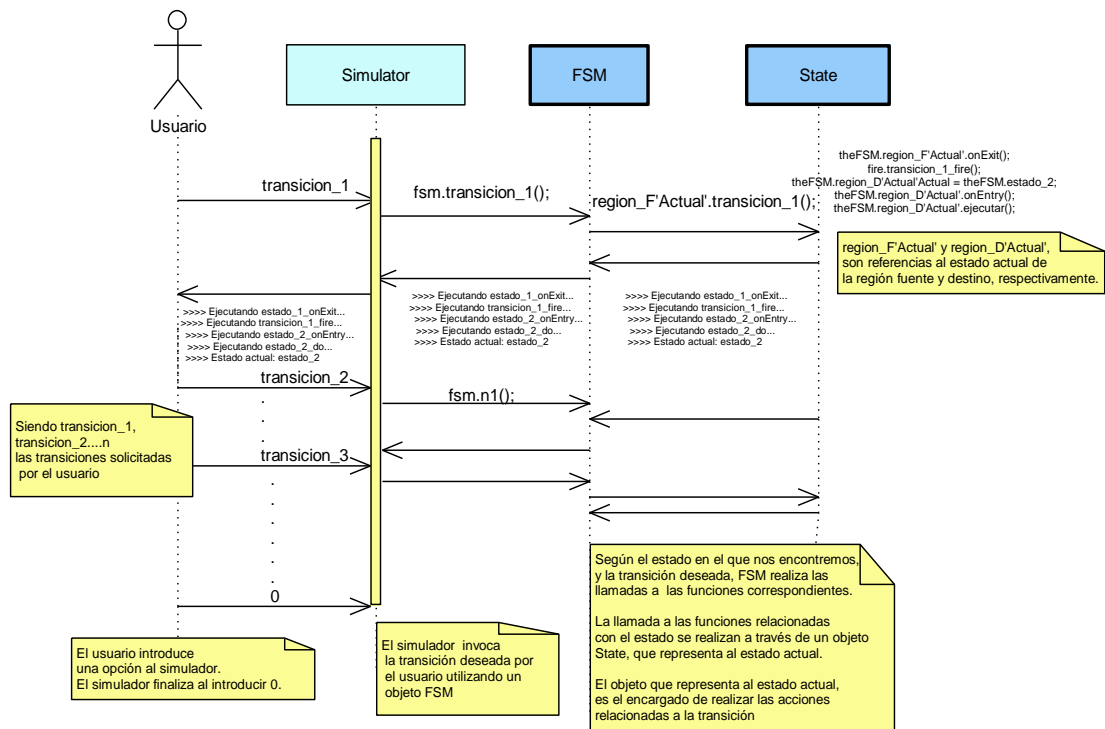 Simulator
FSM
State
Usuario
theFSM.region_F'Actual'.onExit();
fire.transicion_1_fire();
theFSM.region_D'Actual'Actual = theFSM.estado_2;
theFSM.region_D'Actual'.onEntry();
theFSM.region_D'Actual'.ejecutar();
transicion_1
fsm.transicion_1();
region_F'Actual'.transicion_1();
region_F'Actual' y region_D'Actual',
son referencias al estado actual de
la región fuente y destino, respectivamente.
>>>> Ejecutando estado_1_onExit...
>>>> Ejecutando transicion_1_fire...
>>>> Ejecutando estado_2_onEntry...
>>>> Ejecutando estado_2_do...
>>>> Estado actual: estado_2
>>>> Ejecutando estado_1_onExit...
>>>> Ejecutando transicion_1_fire...
>>>> Ejecutando estado_2_onEntry...
>>>> Ejecutando estado_2_do...
>>>> Estado actual: estado_2
>>>> Ejecutando estado_1_onExit...
>>>> Ejecutando transicion_1_fire...
>>>> Ejecutando estado_2_onEntry...
>>>> Ejecutando estado_2_do...
>>>> Estado actual: estado_2
transicion_2
fsm.n1();
Siendo transicion_1,
transicion_2....n
las transiciones solicitadas
por el usuario
transicion_3
0
El usuario introduce
una opción al simulador.
El simulador finaliza al introducir 0.
El simulador invoca
la transición deseada por
el usuario utilizando un
objeto FSM
Según el estado en el que nos encontremos,
y la transición deseada, FSM realiza las
llamadas a las funciones correspondientes.
La llamada a las funciones relacionadas
con el estado se realizan a través de un objeto
State, que representa al estado actual.
El objeto que representa al estado actual,
es el encargado de realizar las acciones
relacionadas a la transición